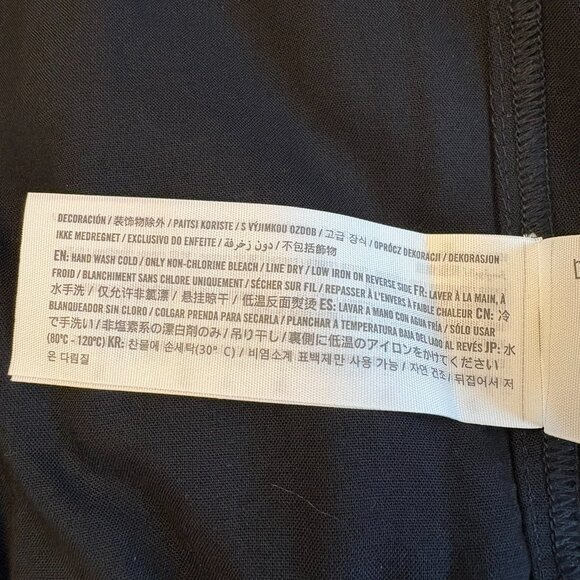 DECORACIÓN / 装饰物除外 / PAITSI KORISTE / S VÝJIMKOU OZDOB / 고급 장식 / OPRÓCZ DEKORACJI / DEKORASJON
IKKE MEDREGNET / EXCLUSIVO DO ENFEITE / دون زخرفة / 不包括飾物
EN: HAND WASH COLD / ONLY NON-CHLORINE BLEACH / LINE DRY / LOW IRON ON REVERSE SIDE FR: LAVER À LA MAIN, À
FROID / BLANCHIMENT SANS CHLORE UNIQUEMENT / SÉCHER SUR FIL / REPASSER À L'ENVERS À FAIBLE CHALEUR CN: 冷
水手洗 / 仅允许非氯漂 / 悬挂晾干 / 低温反面熨烫 ES: LAVAR A MANO CON AGUA FRÍA / SÓLO USAR
BLANQUEADOR SIN CLORO / COLGAR PRENDA PARA SECARLA / PLANCHAR A TEMPERATURA BAJA DEL LADO AL REVÉS JP: 水
で手洗い / 非塩素系の漂白剤のみ / 吊り干し / 裏側に低温のアイロンをかけてください
(80°C - 120°C) KR: 찬물에 손세탁(30° C) / 비염소계 표백제만 사용 가능 / 자연 건조 / 뒤집어서 저
온 다림질